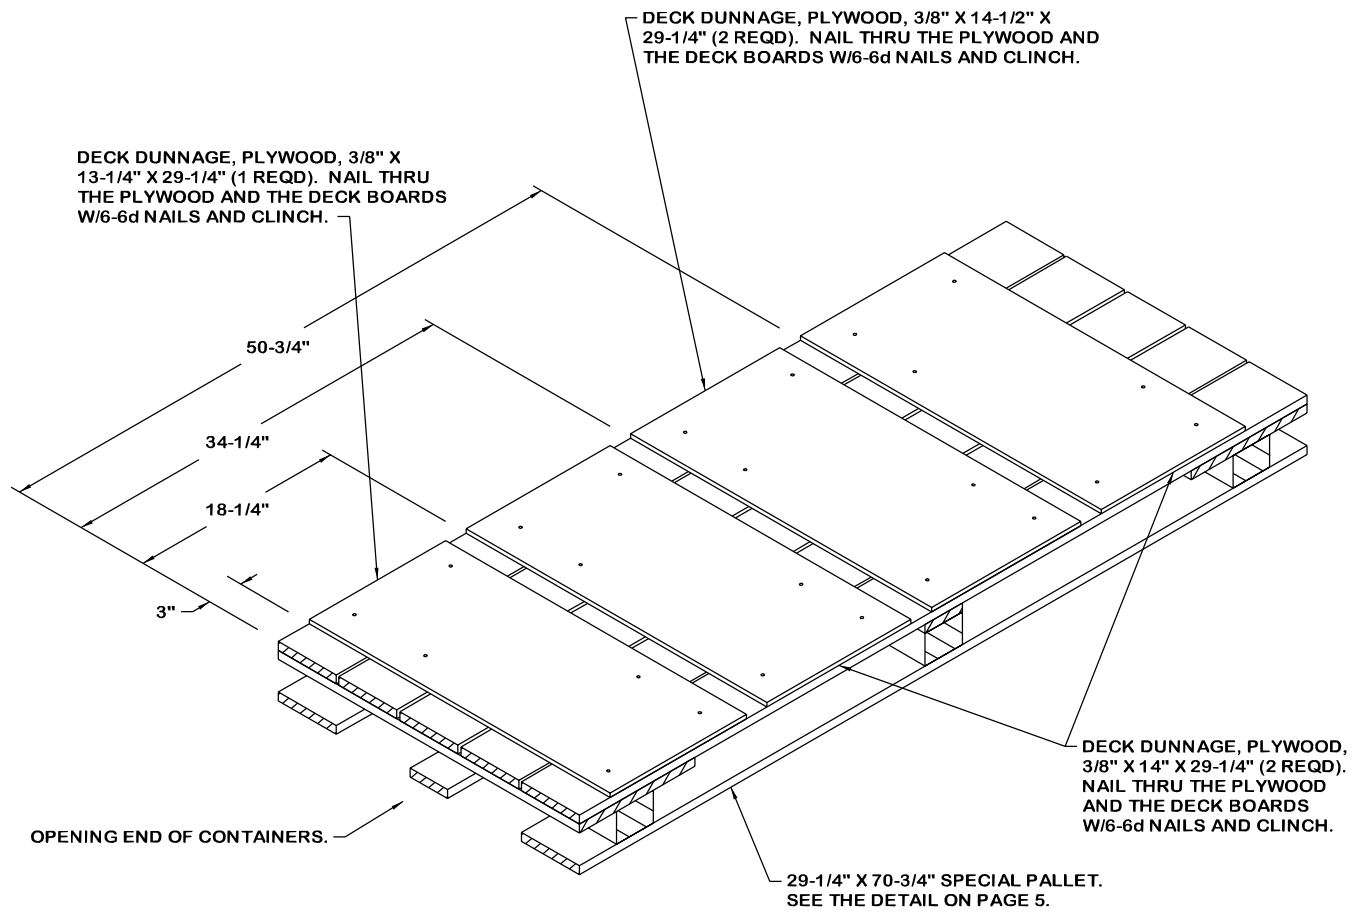 DECK DUNNAGE, PLYWOOD, 3/8" X 14-1/2" X
29-1/4" (2 REQD). NAIL THRU THE PLYWOOD AND
THE DECK BOARDS W/6-6d NAILS AND CLINCH.
DECK DUNNAGE, PLYWOOD, 3/8" X
13-1/4" X 29-1/4" (1 REQD). NAIL THRU
THE PLYWOOD AND THE DECK BOARDS
W/6-6d NAILS AND CLINCH.
50-3/4"
34-1/4"
18-1/4"
3"
DECK DUNNAGE, PLYWOOD,
3/8" X 14" X 29-1/4" (2 REQD).
NAIL THRU THE PLYWOOD
AND THE DECK BOARDS
W/6-6d NAILS AND CLINCH.
OPENING END OF CONTAINERS.
29-1/4" X 70-3/4" SPECIAL PALLET.
SEE THE DETAIL ON PAGE 5.